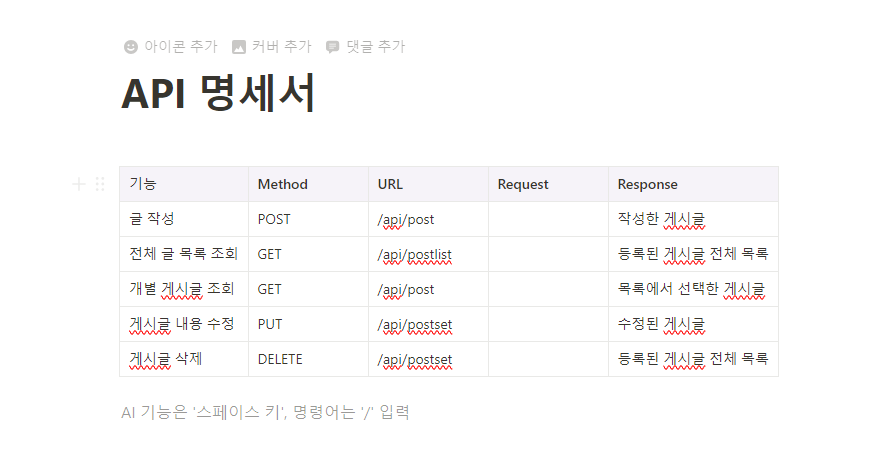 아이콘 추가 커버 추가 댓글 추가
API 명세서
기능 Method URL Request Response
글 작성 POST /api/post 작성한 게시글
전체 글 목록 조회 GET /api/postlist 등록된 게시글 전체 목록
개별 게시글 조회 GET /api/post 목록에서 선택한 게시글
게시글 내용 수정 PUT /api/postset 수정된 게시글
게시글 삭제 DELETE /api/postset 등록된 게시글 전체 목록
AI 기능은 '스페이스 키', 명령어는 '/' 입력